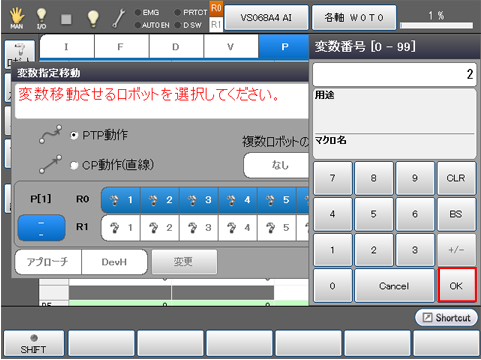 MAN
I/O
EMG
AUTO EN
PRTCT
D SW
R0
R1
VS068A4 A1
各軸 W0T0
1 %
I
F
D
V
P
変数番号 [0 - 99]
変数指定移動
2
変数移動させるロボットを選択してください。
用途
PTP動作
複数ロボットの
マクロ名
CP動作(直線)
なし
7
8
9
CLR
P[1]
R0
1
2
3
4
5
4
5
6
BS
R1
1
2
3
4
5
1
2
3
+/-
アプローチ
DevH
変更
0
Cancel
OK
Shortcut
SHIFT